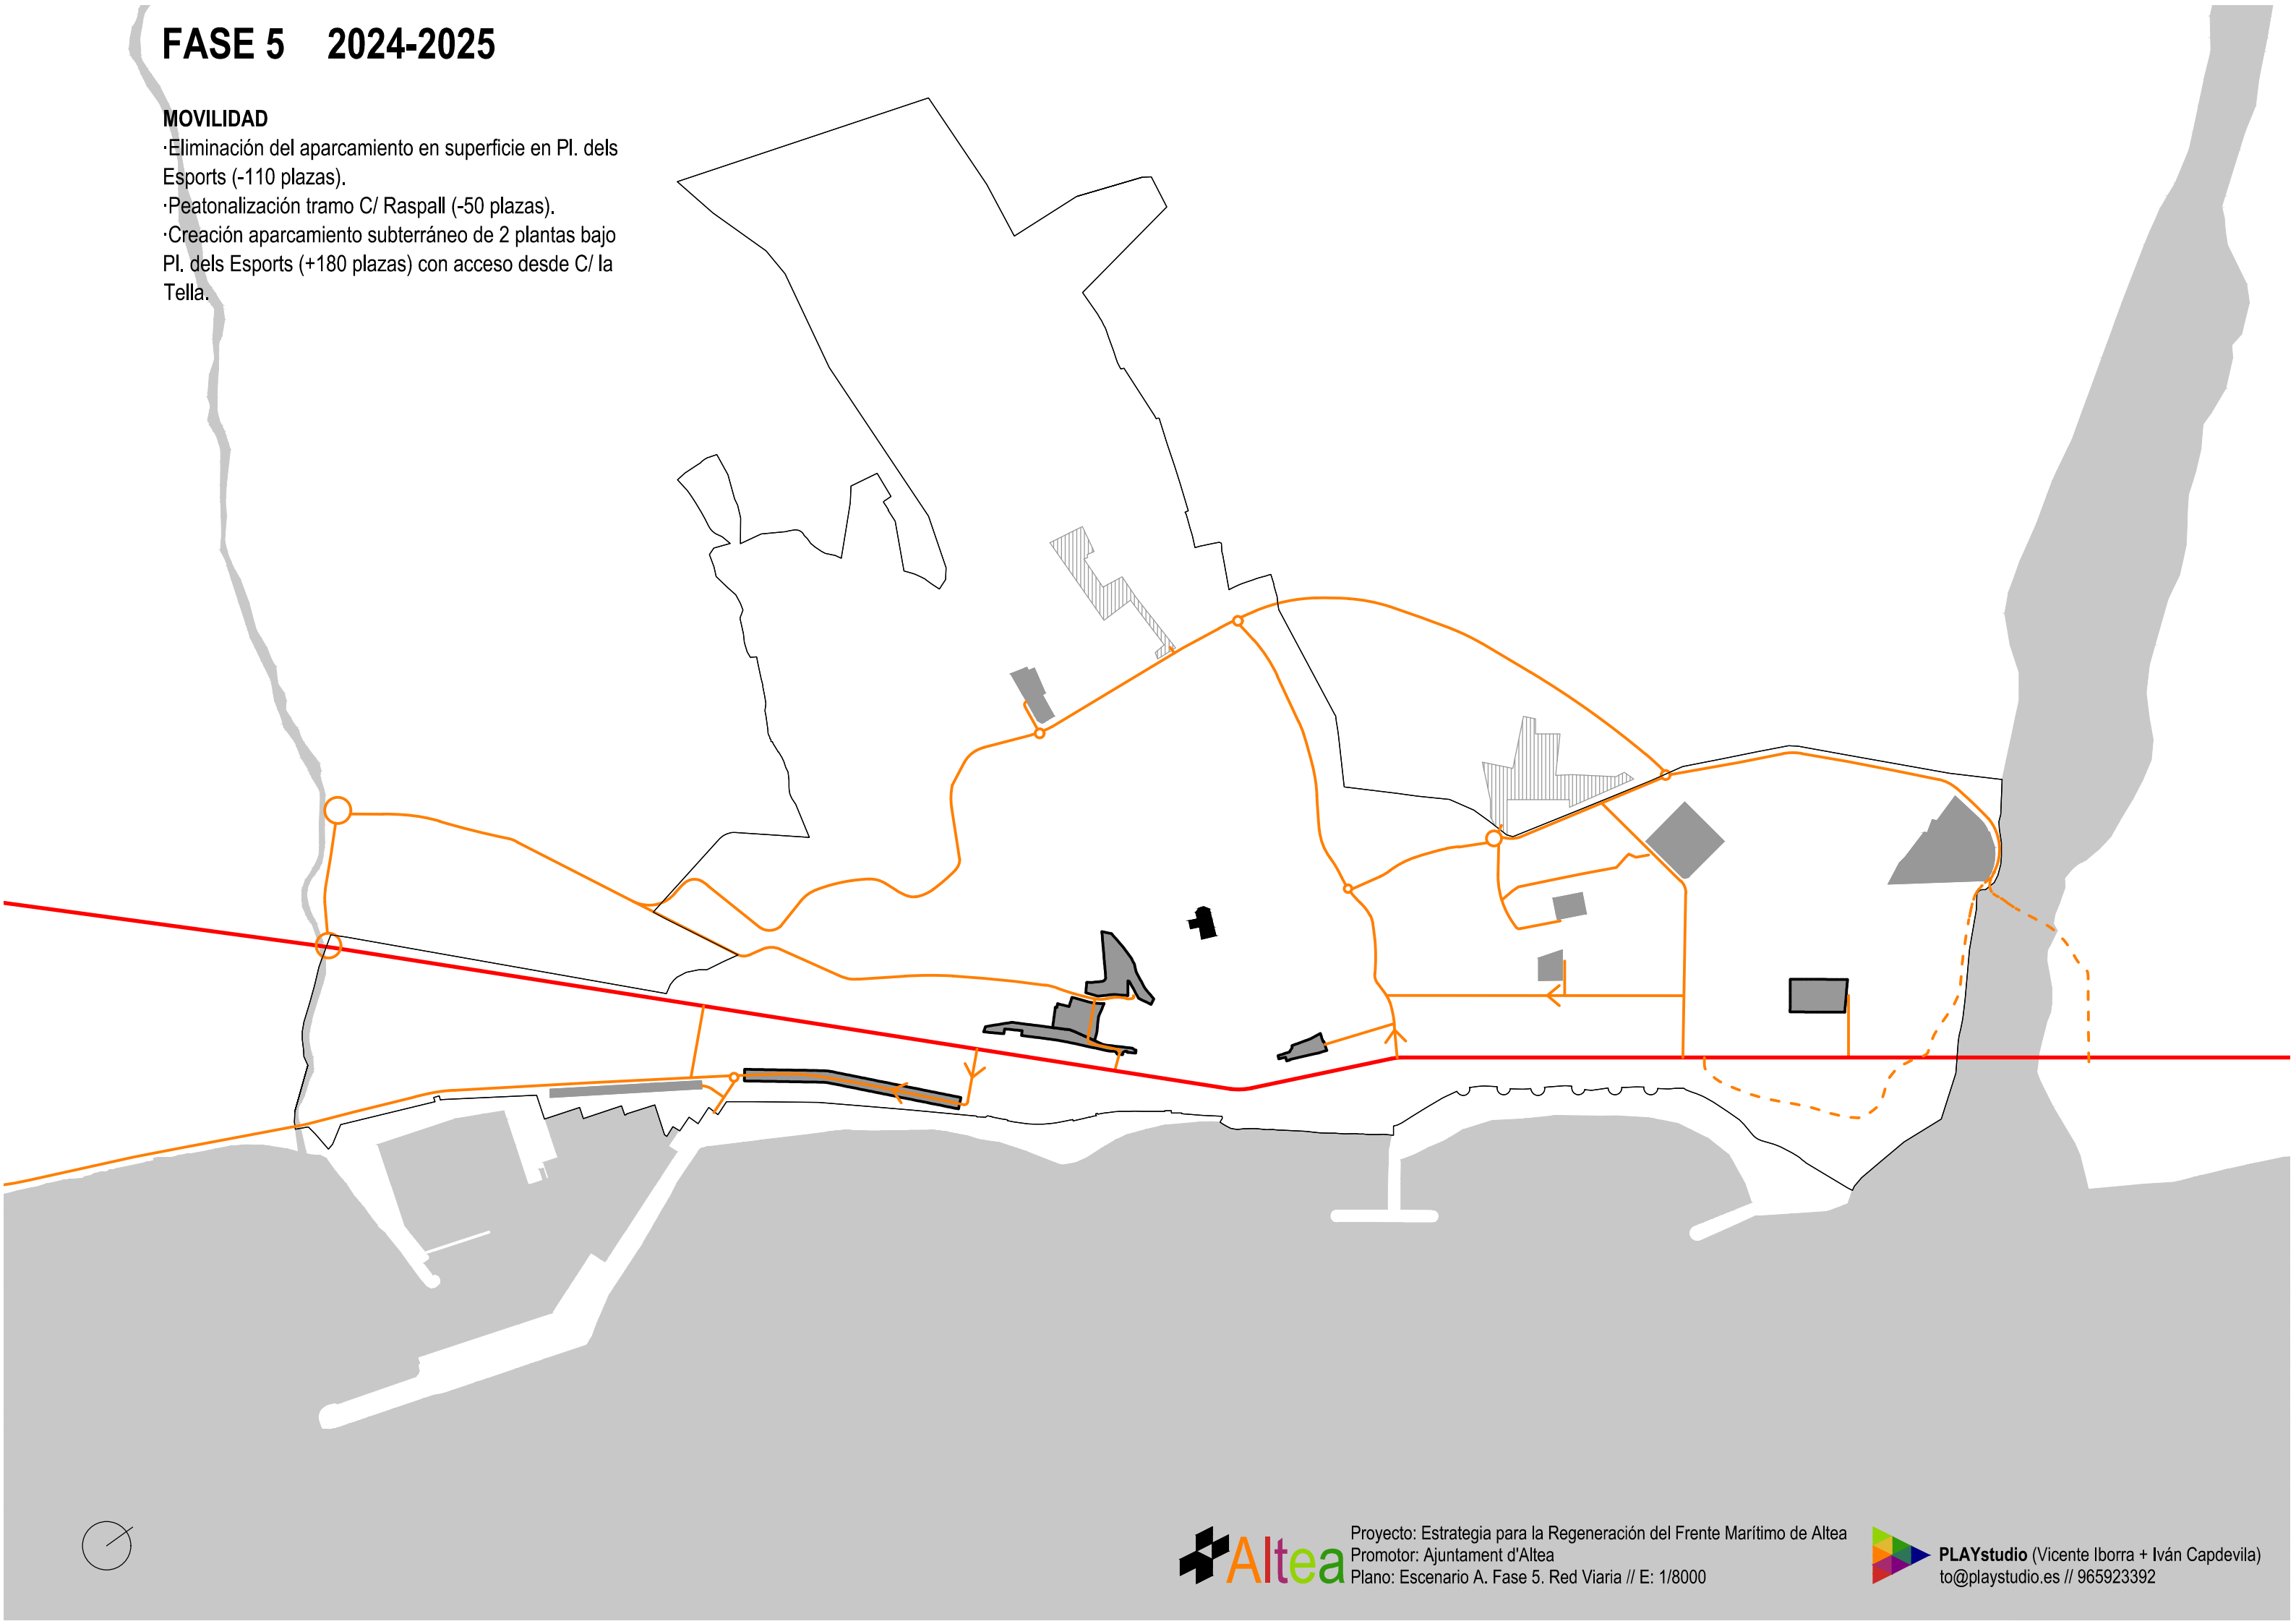 FASE 5 2024-2025
MOVILIDAD
·Eliminación del aparcamiento en superficie en Pl. dels
Esports (-110 plazas).
·Peatonalización tramo C/ Raspall (-50 plazas).
·Creación aparcamiento subterráneo de 2 plantas bajo
Pl. dels Esports (+180 plazas) con acceso desde C/ la
Tella.
Altea
Proyecto: Estrategia para la Regeneración del Frente Marítimo de Altea
Promotor: Ajuntament d'Altea
Plano: Escenario A. Fase 5. Red Viaria // E: 1/8000
PLAYstudio (Vicente Iborra + Iván Capdevila)
to@playstudio.es // 965923392